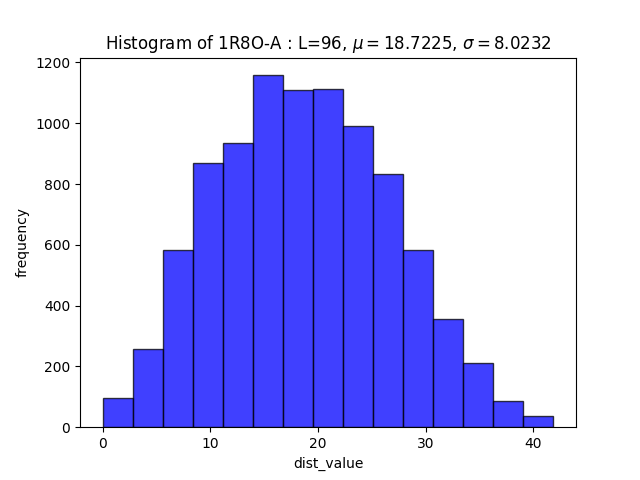 Histogram of 1R8O-A : L=96, μ = 18.7225, σ = 8.0232
1200
1000
800
600
400
200
0
frequency
0 10 20 30 40
dist_value